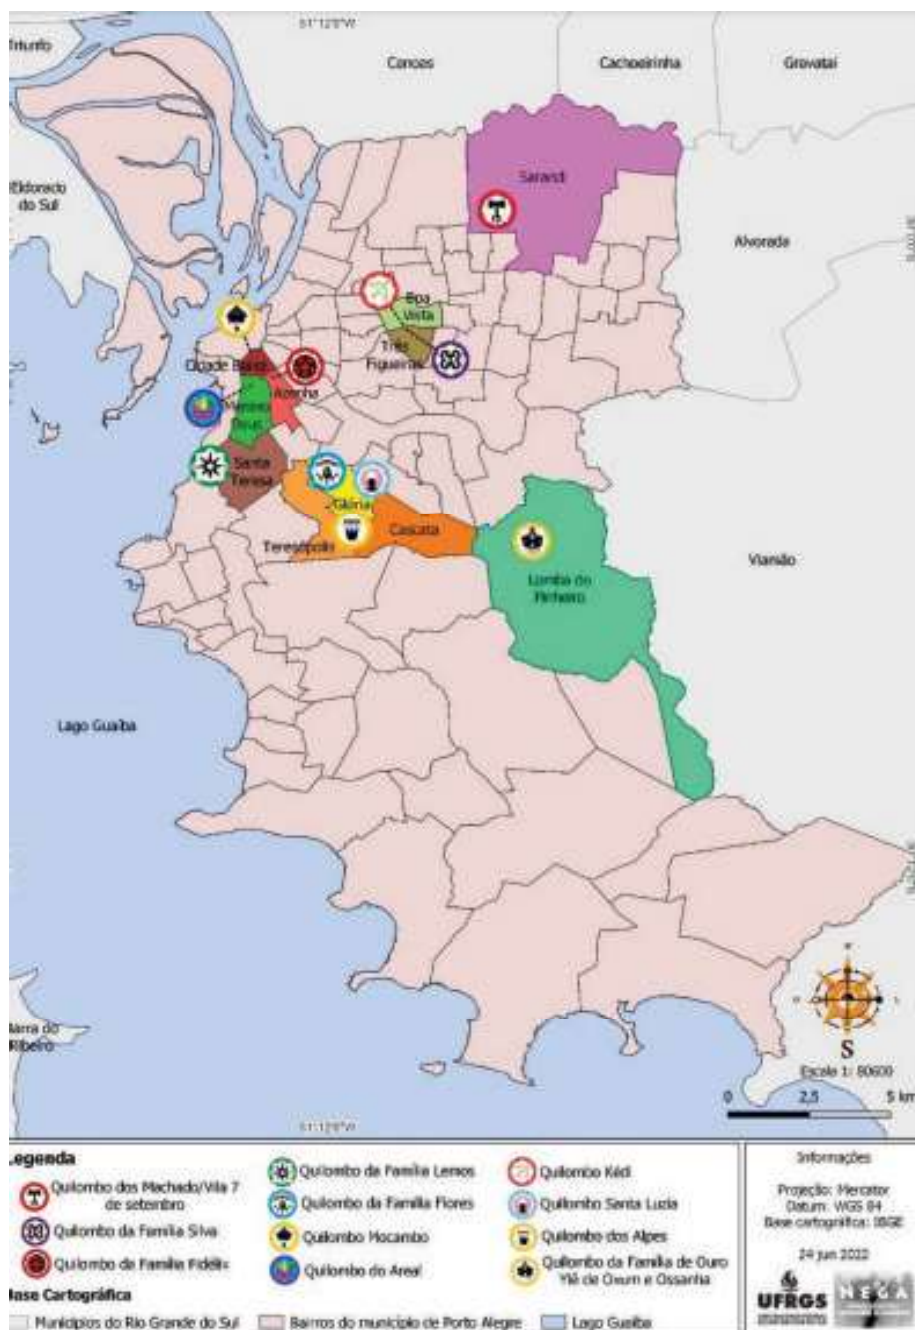 Triunfo
51°12'0"W
Canoas
Cachoeirinha
Gravataí
Eldorado
do Sul
Sarandi
Alvorada
Boa
Vista
Três
Figueiras
Cidade Baixa
Azenha
Menino
Deus
Santa
Teresa
Glória
Cascata
Teresópolis
Lomba do
Pinheiro
Viamão
Lago Guaíba
Barra do
Ribeiro
S
Escala 1: 80600
0 2,5 5 km
51°12'0"W
Legenda
Quilombo dos Machado/Vila 7
de setembro
Quilombo da Família Silva
Quilombo da Família Fidélix
Quilombo da Família Lemos
Quilombo da Família Flores
Quilombo Mocambo
Quilombo do Areal
Quilombo Kédi
Quilombo Santa Luzia
Quilombo dos Alpes
Quilombo da Família de Ouro
Ylê de Oxum e Ossanha
Base Cartográfica
Municípios do Rio Grande do Sul
Bairros do município de Porto Alegre
Lago Guaíba
Informações
Projeção: Mercator
Datum: WGS 84
Base cartográfica: IBGE
24 jun 2022
UFRGS
NEGA